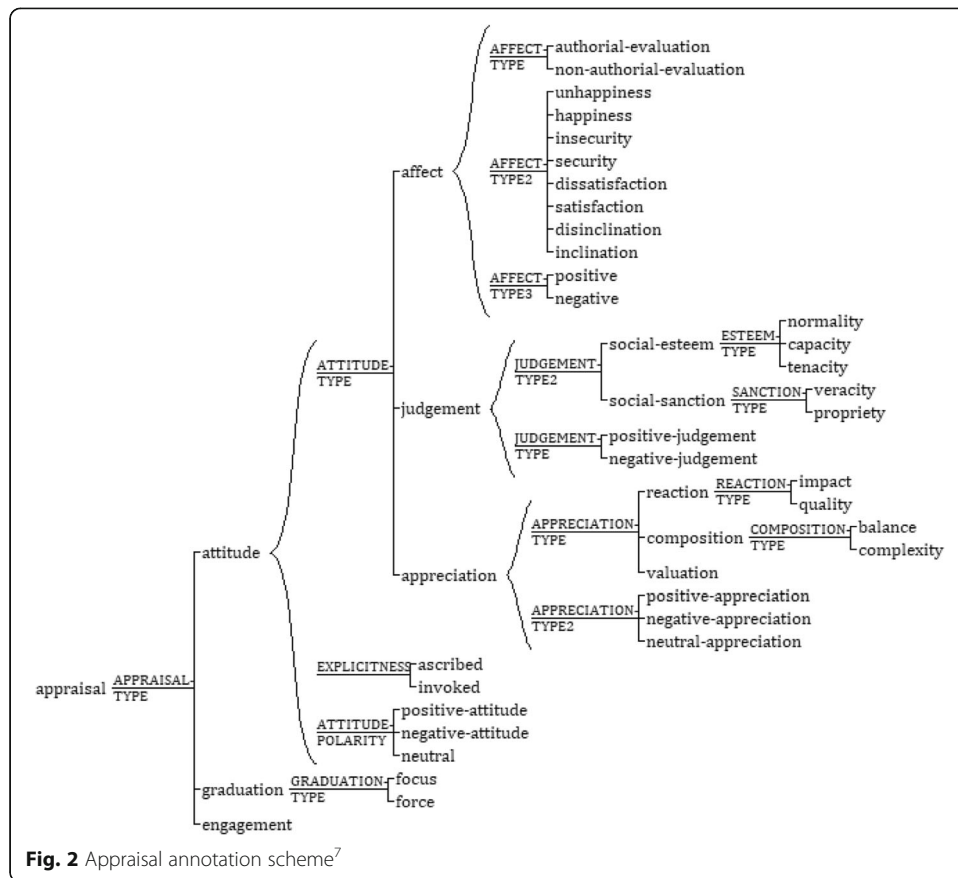 AFFECT TYPE authorial-evaluation
non-authorial-evaluation
unhappiness
happiness
insecurity
affect AFFECT TYPE2 security
dissatisfaction
satisfaction
disinclination
inclination
AFFECT TYPE3 positive
negative
normality
social-esteem ESTEEM TYPE capacity
ATTITUDE TYPE JUDGEMENT TYPE2 tenacity
social-sanction SANCTION TYPE veracity
judgement propriety
JUDGEMENT TYPE positive-judgement
negative-judgement
reaction REACTION TYPE impact
quality
APPRECIATION TYPE composition COMPOSITION TYPE balance
complexity
attitude appreciation valuation
APPRECIATION TYPE2 positive-appreciation
negative-appreciation
neutral-appreciation
EXPLICITNESS ascribed
invoked
appraisal APPRAISAL TYPE
ATTITUDE POLARITY positive-attitude
negative-attitude
neutral
graduation GRADUATION TYPE focus
force
engagement
Fig. 2 Appraisal annotation scheme7